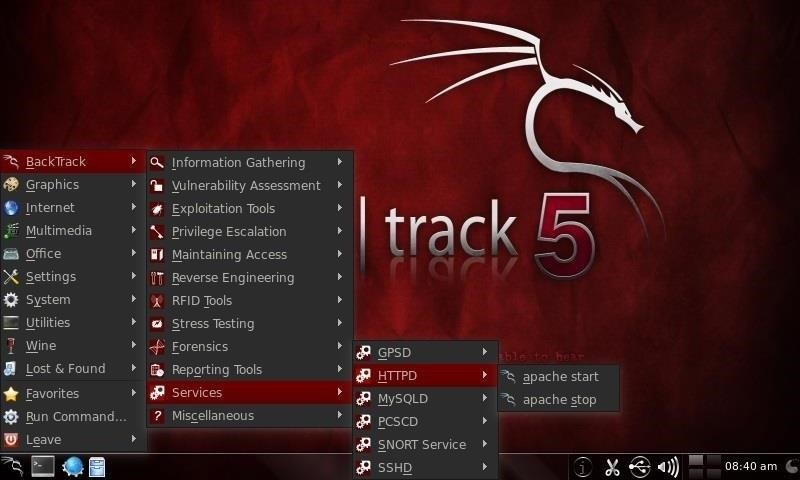 BackTrack
Graphics
Internet
Multimedia
Office
Settings
System
Utilities
Wine
Lost & Found
Favorites
Run Command...
Leave
Information Gathering
Vulnerability Assessment
Exploitation Tools
Privilege Escalation
Maintaining Access
Reverse Engineering
RFID Tools
Stress Testing
Forensics
Reporting Tools
Services
Miscellaneous
GPSD
HTTPD
MySQLD
PCSCD
SNORT Service
SSHD
apache start
apache stop
track 5
able to hear
08:40 am